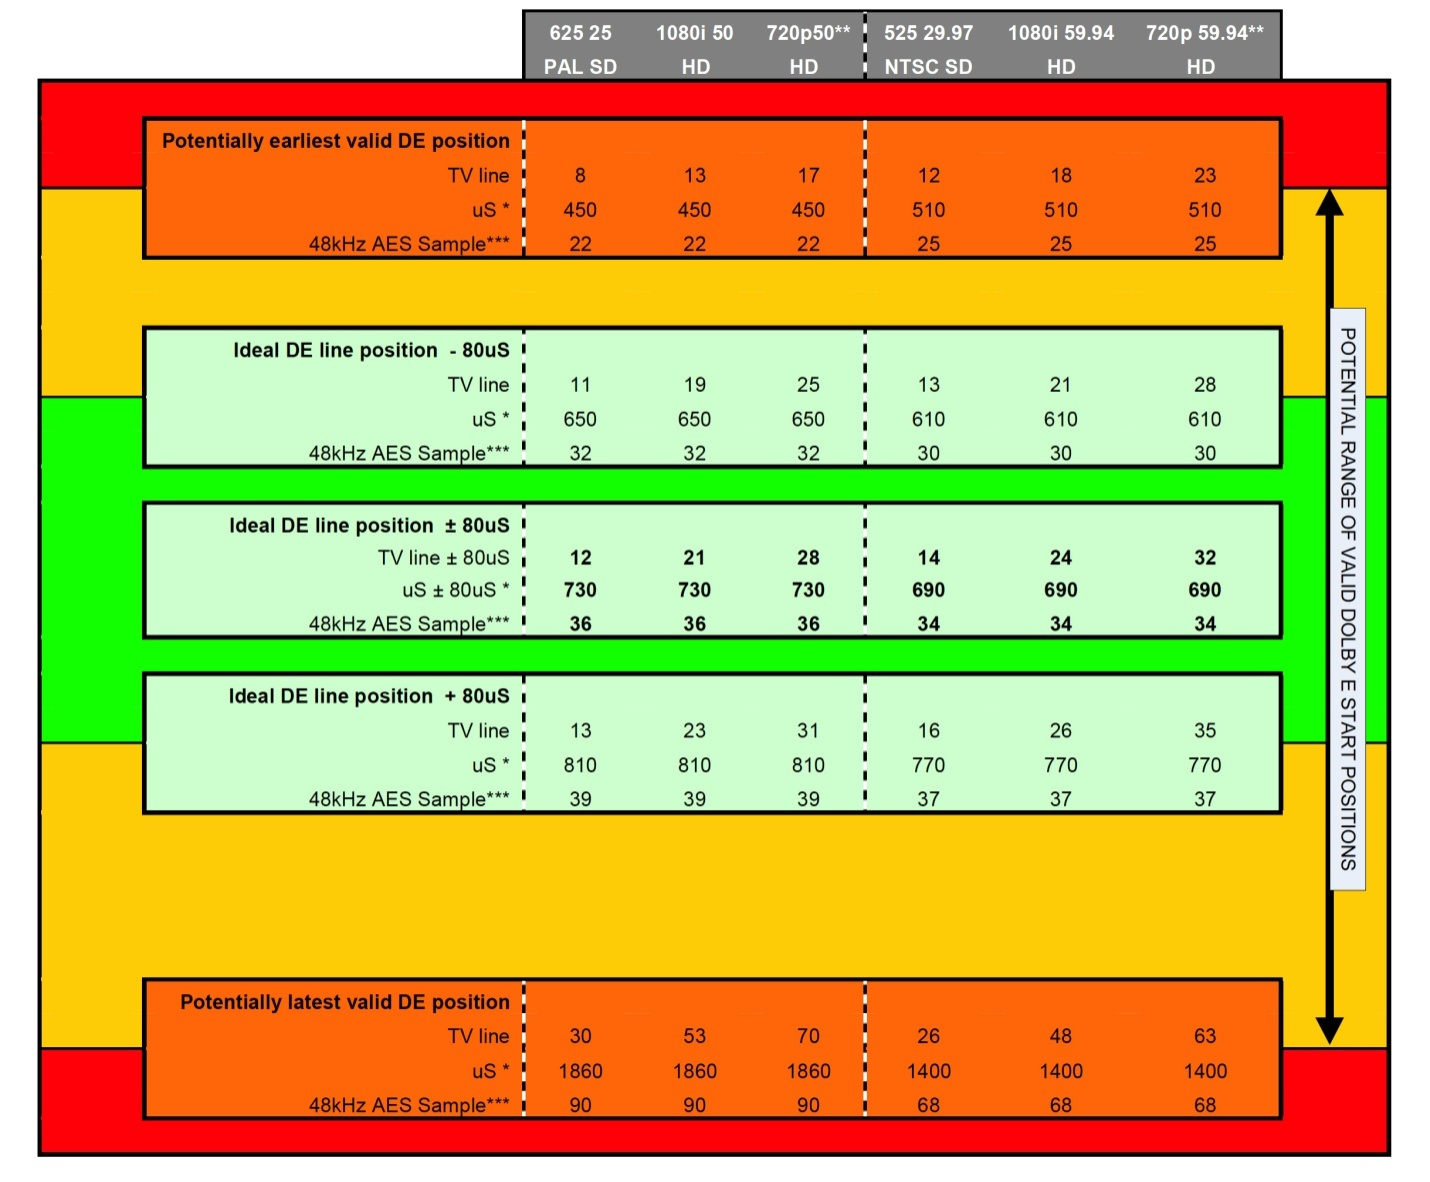 625 25 1080i 50 720p50** 525 29.97 1080i 59.94 720p 59.94**
PAL SD HD HD NTSC SD HD HD
Potentially earliest valid DE position
TV line 8 13 17 12 18 23
uS * 450 450 450 510 510 510
48kHz AES Sample*** 22 22 22 25 25 25
Ideal DE line position - 80uS
TV line 11 19 25 13 21 28
uS * 650 650 650 610 610 610
48kHz AES Sample*** 32 32 32 30 30 30
Ideal DE line position ± 80uS
TV line ± 80uS 12 21 28 14 24 32
uS ± 80uS * 730 730 730 690 690 690
48kHz AES Sample*** 36 36 36 34 34 34
Ideal DE line position + 80uS
TV line 13 23 31 16 26 35
uS * 810 810 810 770 770 770
48kHz AES Sample*** 39 39 39 37 37 37
Potentially latest valid DE position
TV line 30 53 70 26 48 63
uS * 1860 1860 1860 1400 1400 1400
48kHz AES Sample*** 90 90 90 68 68 68
POTENTIAL RANGE OF VALID DOLBY E START POSITIONS